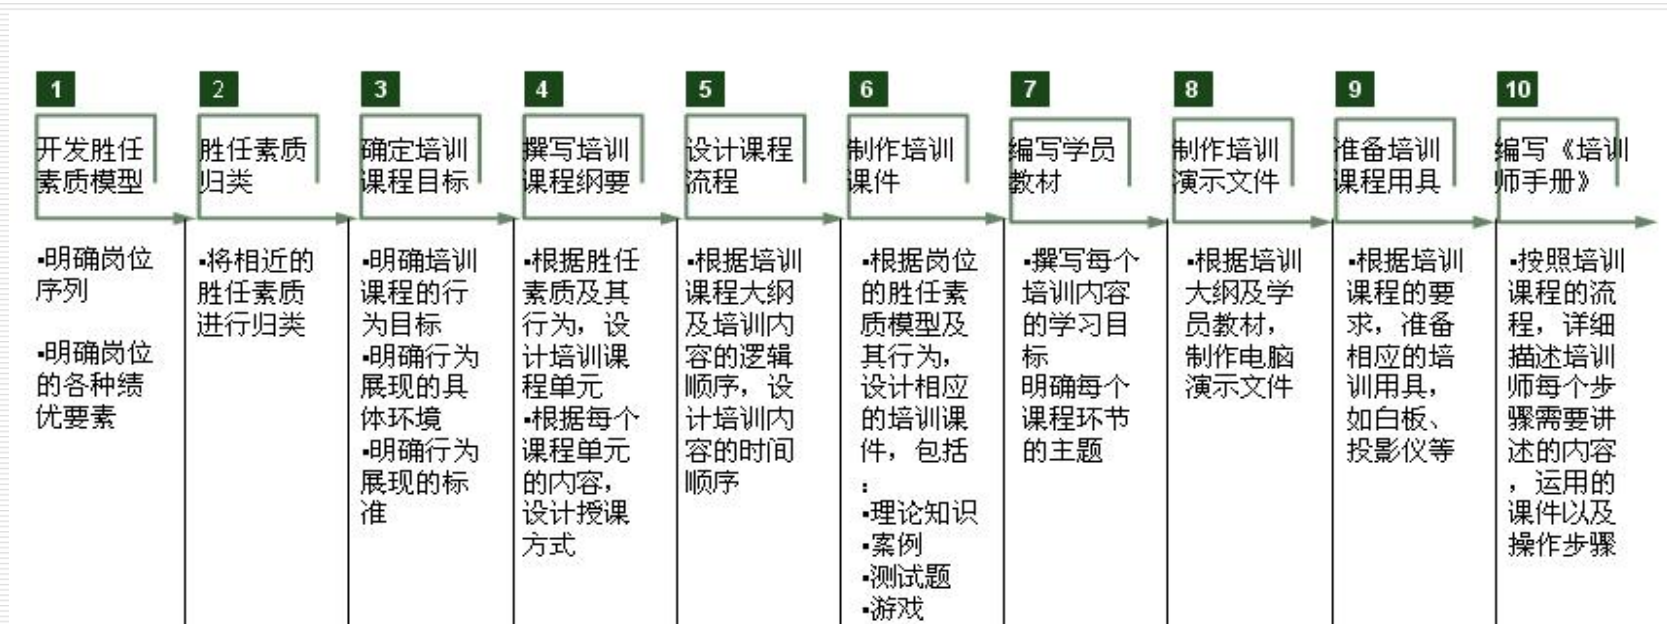 1
开发胜任
素质模型
▪明确岗位
序列
▪明确岗位
的各种绩
优要素
2
胜任素质
归类
▪将相近的
胜任素质
进行归类
3
确定培训
课程目标
▪明确培训
课程的行
为目标
▪明确行为
展现的具
体环境
▪明确行为
展现的标
准
4
撰写培训
课程纲要
▪根据胜任
素质及其
行为，设
计培训课
程单元
▪根据每个
课程单元
的内容，
设计授课
方式
5
设计课程
流程
▪根据培训
课程大纲
及培训内
容的逻辑
顺序，设
计培训内
容的时间
顺序
6
制作培训
课件
▪根据岗位
的胜任素
质模型及
其行为，
设计相应
的培训课
件，包括
：
▪理论知识
▪案例
▪测试题
▪游戏
7
编写学员
教材
▪撰写每个
培训内容
的学习目
标
明确每个
课程环节
的主题
8
制作培训
演示文件
▪根据培训
大纲及学
员教材，
制作电脑
演示文件
9
准备培训
课程用具
▪根据培训
课程的要
求，准备
相应的培
训用具，
如白板、
投影仪等
10
编写《培训
师手册》
▪按照培训
课程的流
程，详细
描述培训
师每个步
骤需要讲
述的内容
，运用的
课件以及
操作步骤